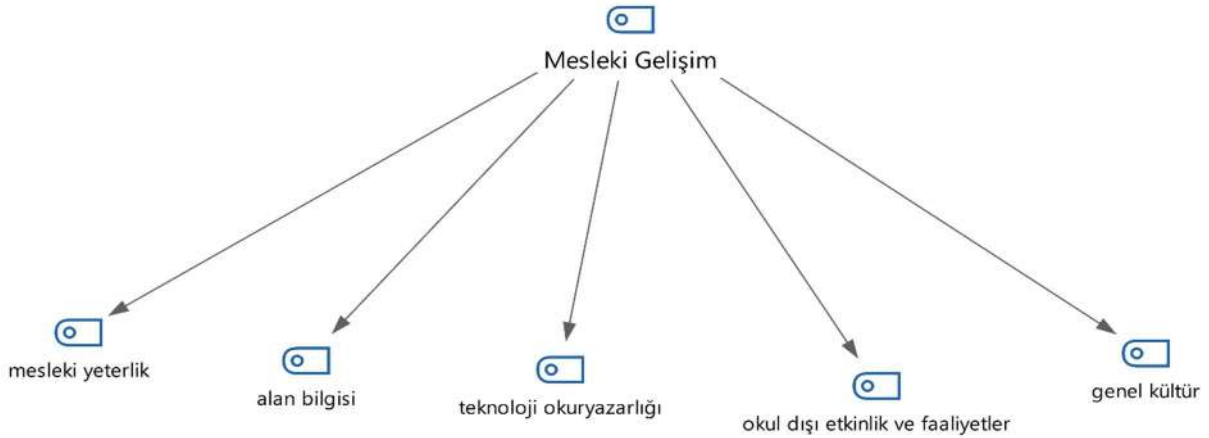 Mesleki Gelişim
mesleki yeterlik
alan bilgisi
teknoloji okuryazarlığı
okul dışı etkinlik ve faaliyetler
genel kültür